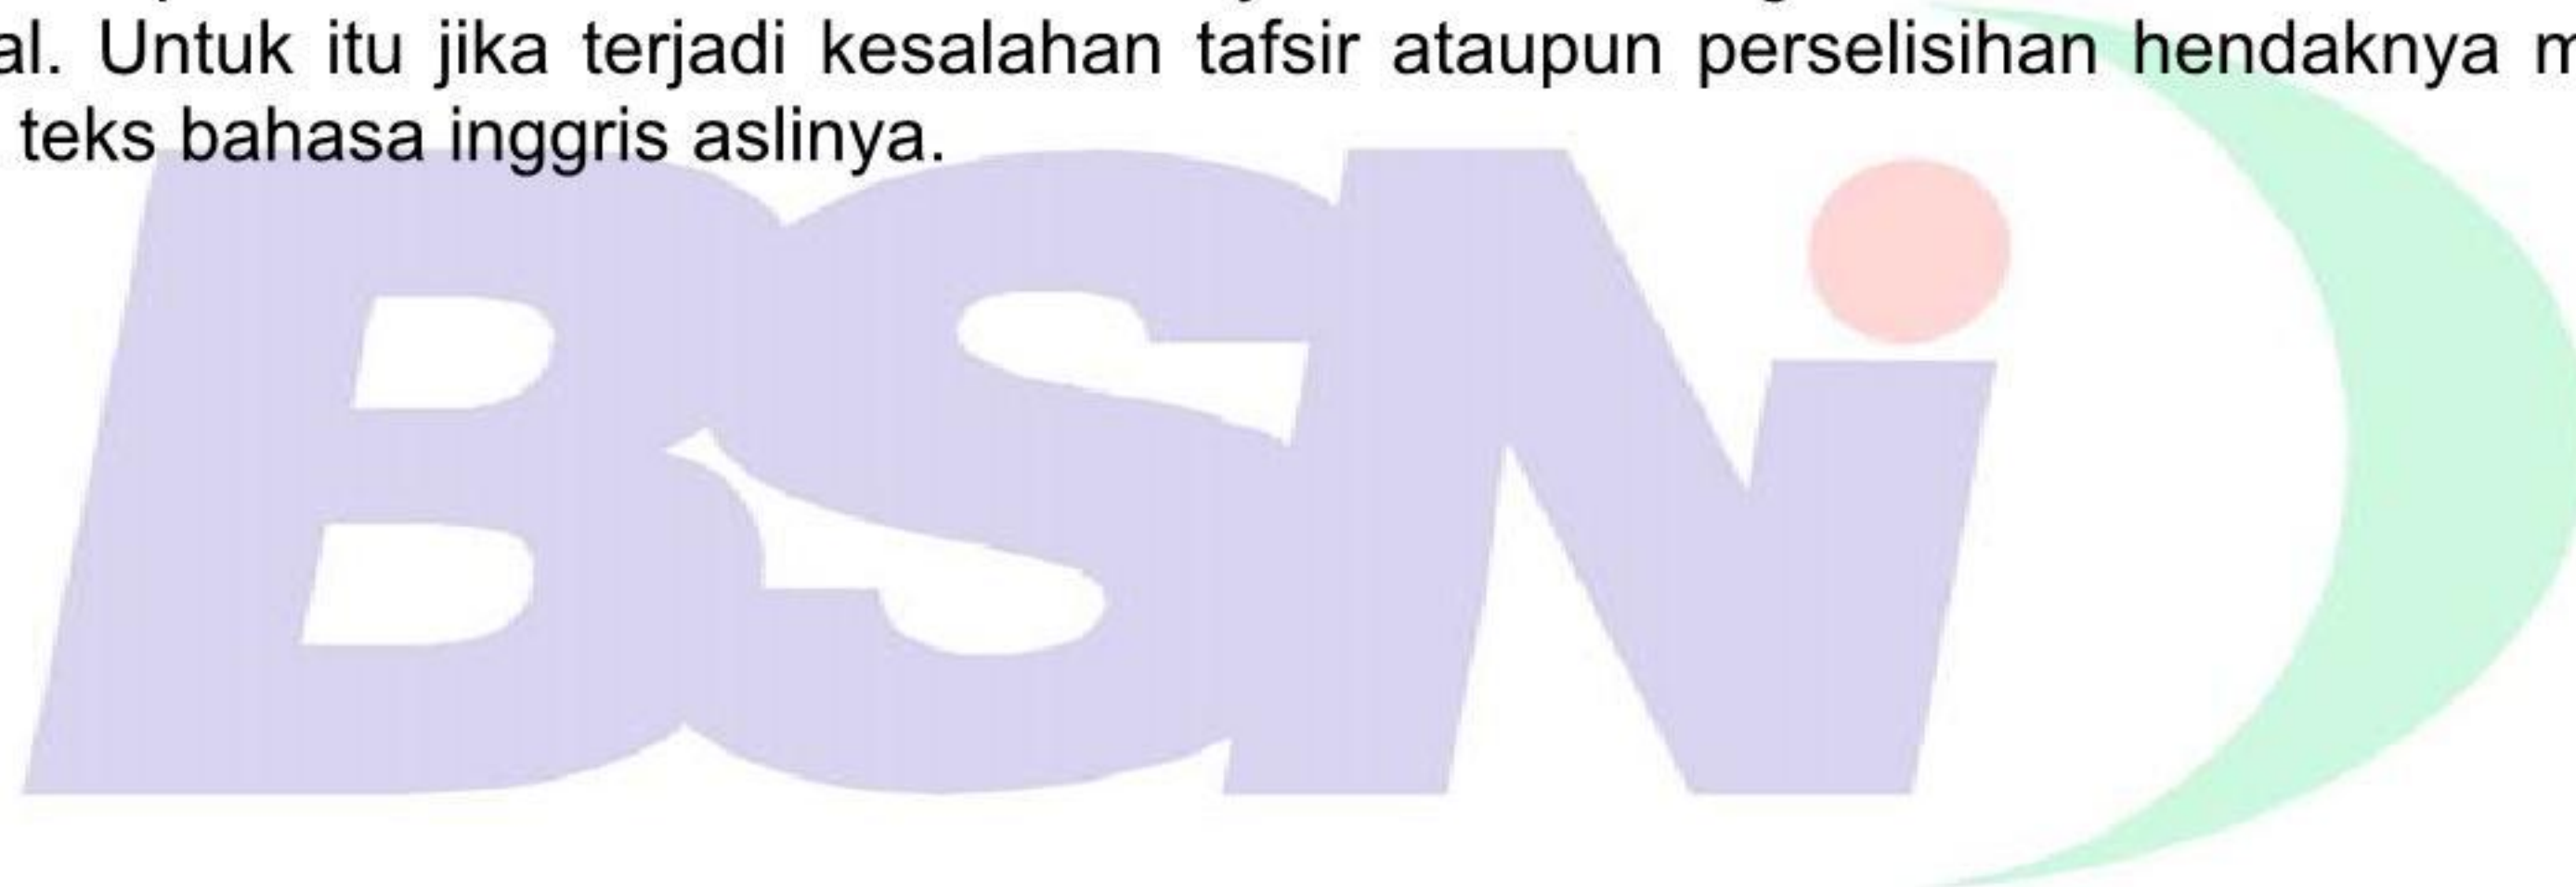 al. Untuk itu jika terjadi kesalahan tafsir ataupun perselisihan hendaknya m
teks bahasa inggris aslinya.
BSN